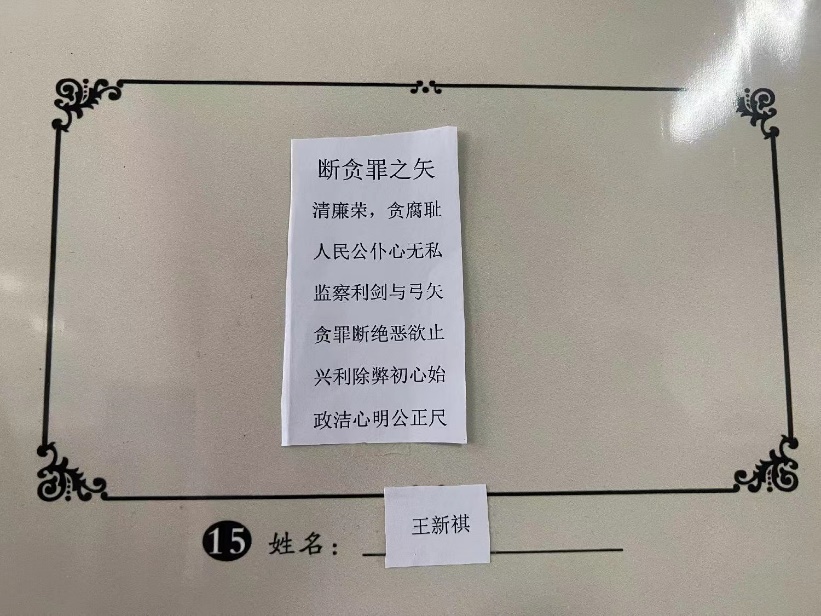 断贪罪之矢
清廉荣，贪腐耻
人民公仆心无私
监察利剑与弓矢
贪罪断绝恶欲止
兴利除弊初心始
政洁心明公正尺
15 姓名：王新祺